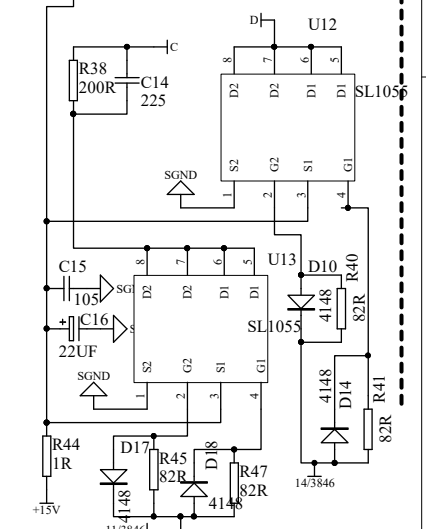 D
U12
C
8
7
6
5
R38
200R
C14
225
D2
D2
D1
D1
SL1055
SGND
S2
G2
S1
G1
1
2
3
4
U13
D10
R40
8
7
6
5
C15
105
D2
D2
D1
D1
4148
82R
+
C16
22UF
SL1055
SGND
S2
G2
S1
G1
4148
D14
R41
82R
1
2
3
4
R44
1R
D17
R45
82R
D18
R47
82R
14/3846
4148
4148
+15V